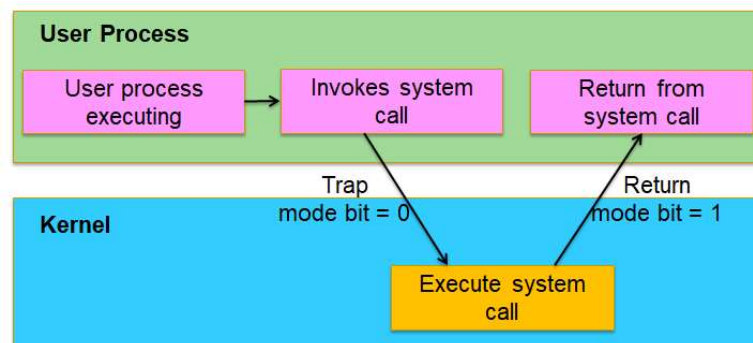 User Process
User process
executing
Invokes system
call
Return from
system call
Trap
mode bit = 0
Return
mode bit = 1
Kernel
Execute system
call